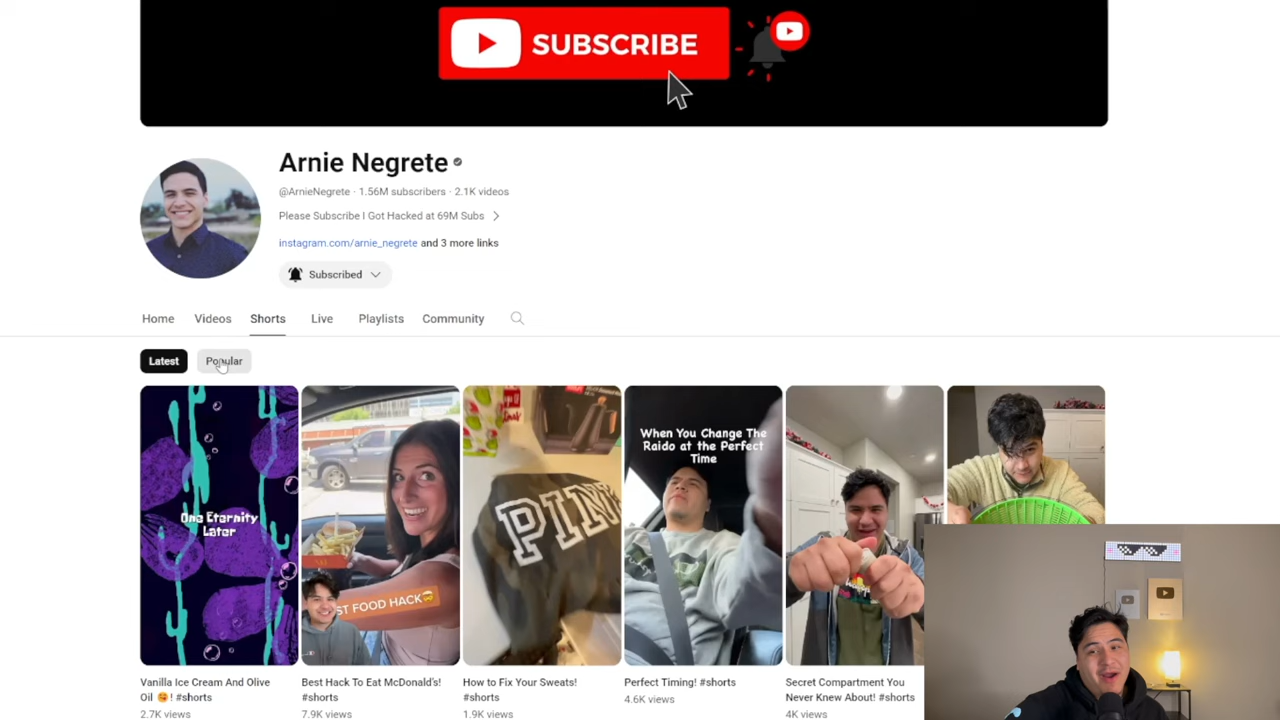 SUBSCRIBE
Arnie Negrete
@ArnieNegrete · 1.56M subscribers · 2.1K videos
Please Subscribe I Got Hacked at 69M Subs
instagram.com/arnie_negrete and 3 more links
Subscribed
Home Videos Shorts Live Playlists Community
Latest Popular
One Eternity
Later
ST FOOD HACK🤯
PINK
When You Change The
Raido at the Perfect
Time
Vanilla Ice Cream And Olive
Oil 😋! #shorts
2.7K views
Best Hack To Eat McDonald's!
#shorts
7.9K views
How to Fix Your Sweats!
#shorts
1.9K views
Perfect Timing! #shorts
4.6K views
Secret Compartment You
Never Knew About! #shorts
4K views